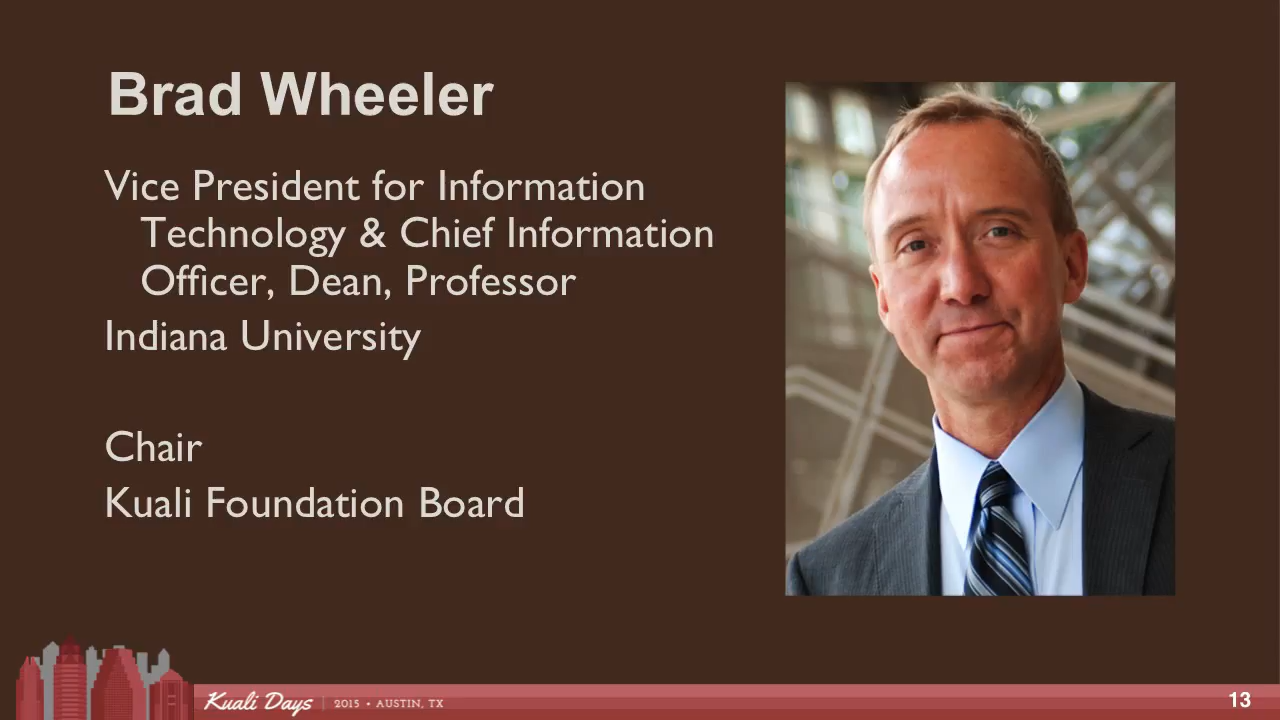 Brad Wheeler
Vice President for Information
Technology & Chief Information
Officer, Dean, Professor
Indiana University
Chair
Kuali Foundation Board
Kuali Days | 2015 • AUSTIN, TX
13